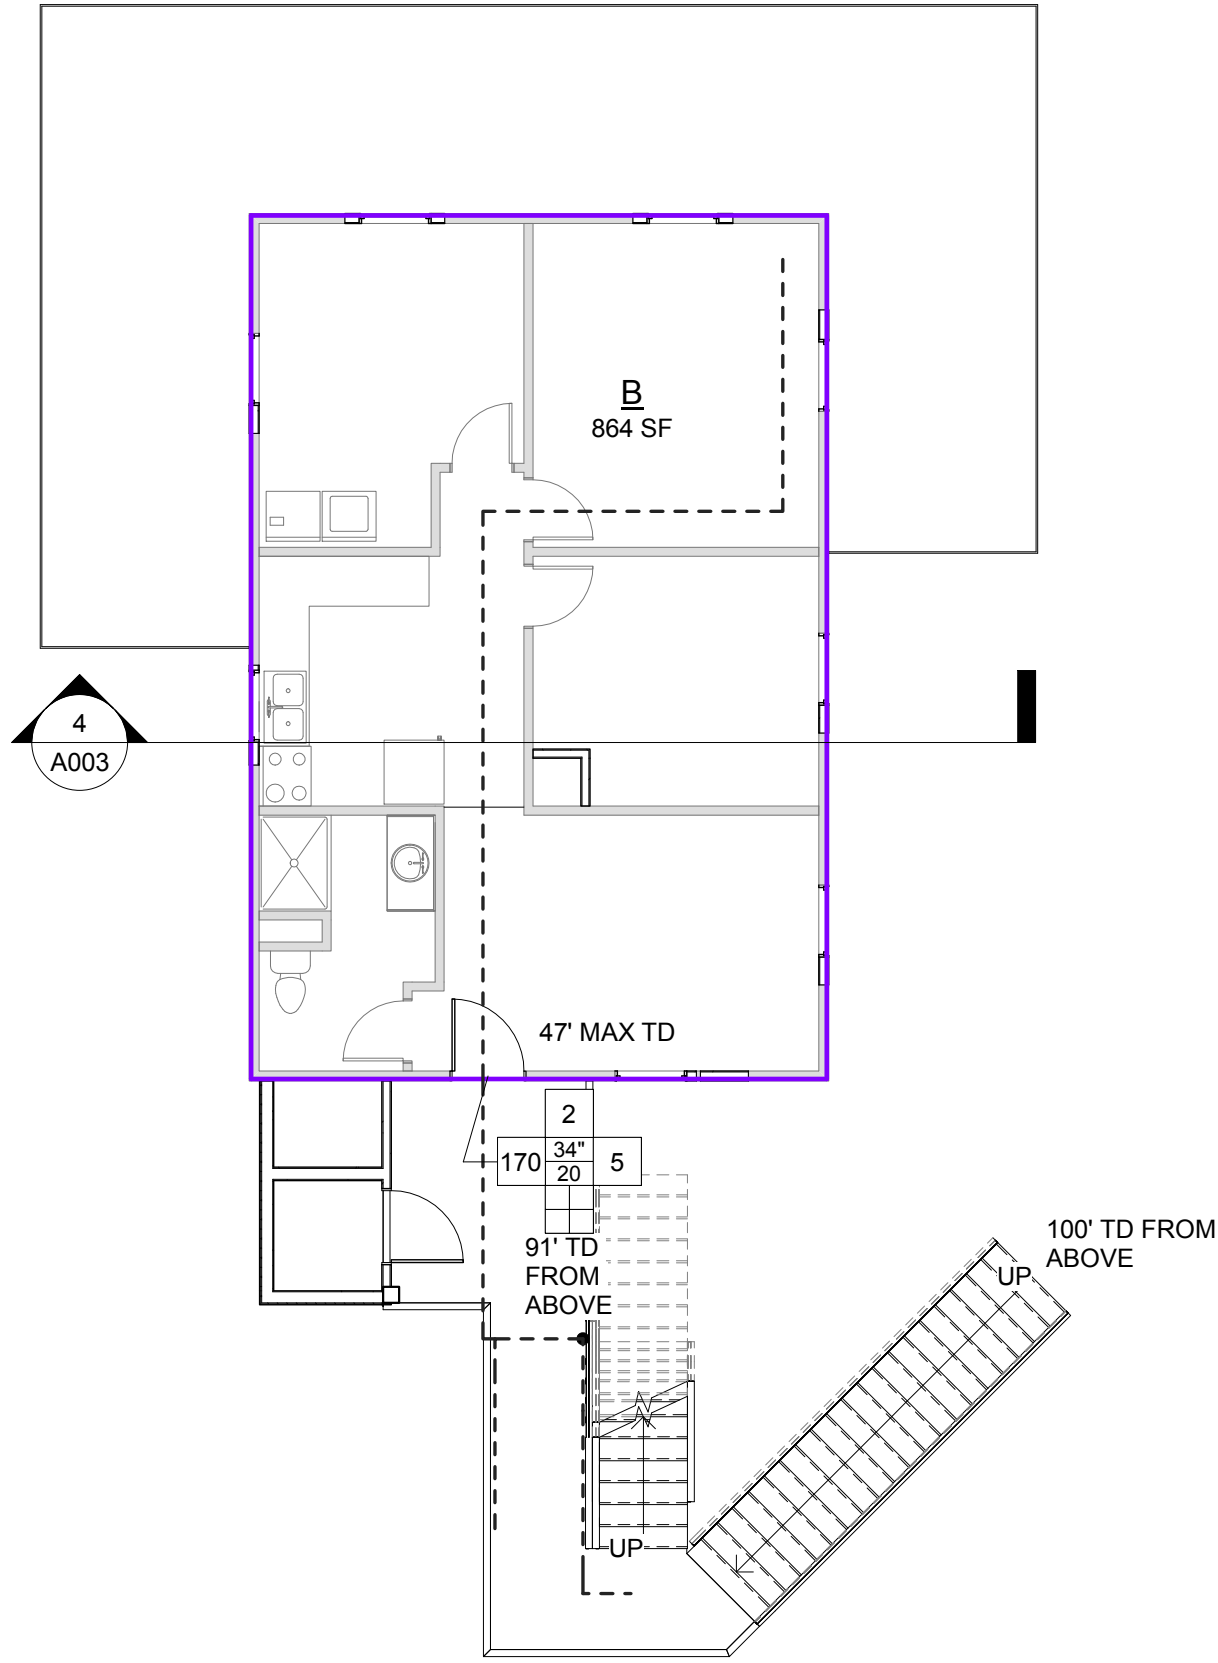 B
864 SF
4
A003
47' MAX TD
2
170
34"
20
5
91' TD
FROM
ABOVE
100' TD FROM
ABOVE
UP
UP